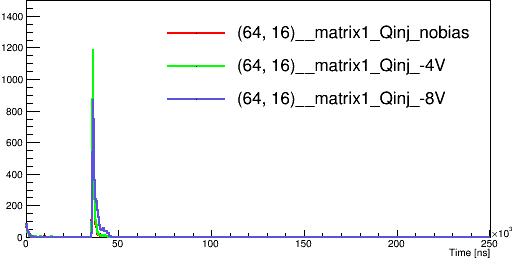 1400
(64, 16)__matrix1_Qinj_nobias
1200
(64, 16)__matrix1_Qinj_-4V
1000
(64, 16)__matrix1_Qinj_-8V
800
600
400
200
0
0 50 100 150 200 250
×10³
Time [ns]